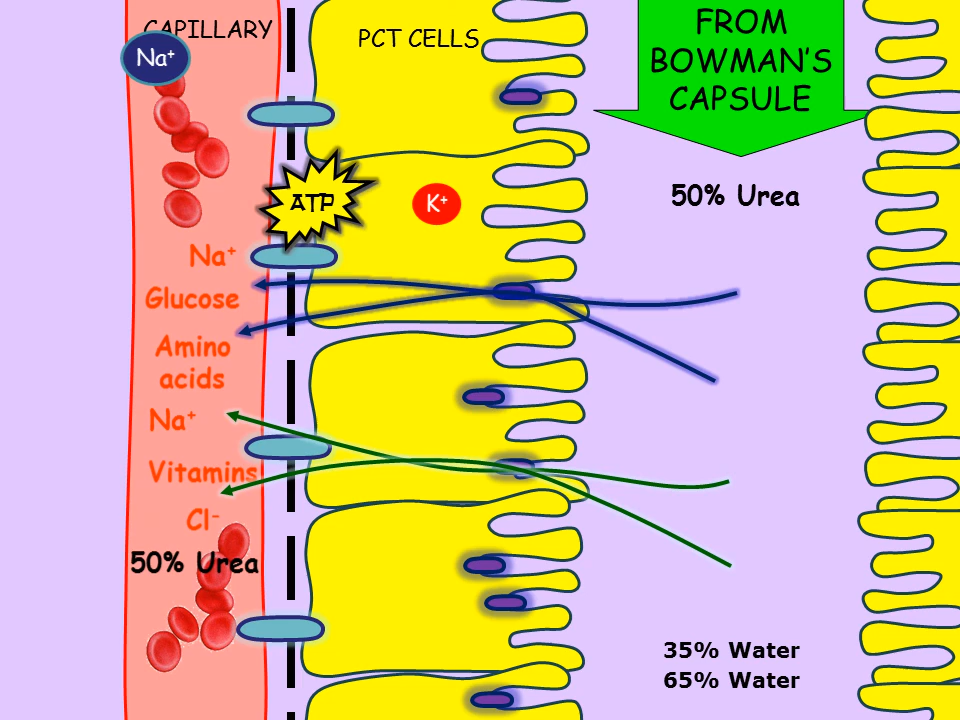 CAPILLARY
PCT CELLS
FROM
BOWMAN'S
CAPSULE
Na⁺
50% Urea
ATP
K⁺
Na⁺
Glucose
Amino
acids
Na⁺
Vitamins
Cl⁻
50% Urea
35% Water
65% Water